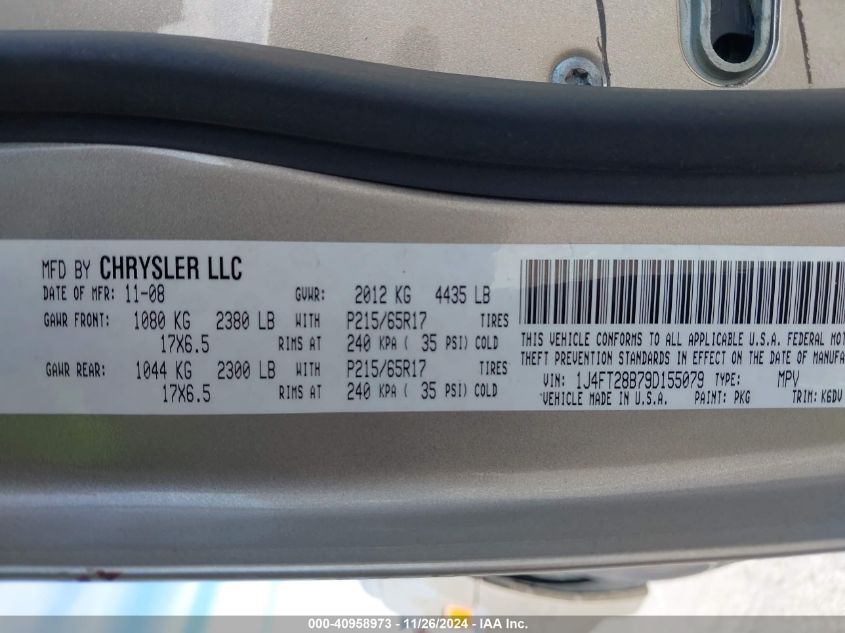 MFD BY CHRYSLER LLC
DATE OF MFR: 11-08 GVWR: 2012 KG 4435 LB
GAWR FRONT: 1080 KG 2380 LB WITH P215/65R17 TIRES
17X6.5 RIMS AT 240 KPA ( 35 PSI) COLD
GAWR REAR: 1044 KG 2300 LB WITH P215/65R17 TIRES
17X6.5 RIMS AT 240 KPA ( 35 PSI) COLD
THIS VEHICLE CONFORMS TO ALL APPLICABLE U.S.A. FEDERAL MOT
THEFT PREVENTION STANDARDS IN EFFECT ON THE DATE OF MANUFA
VIN: 1J4FT28B79D155079 TYPE: MPV
VEHICLE MADE IN U.S.A. PAINT: PKG TRIM: K6DV
000-40958973 - 11/26/2024 - IAA Inc.